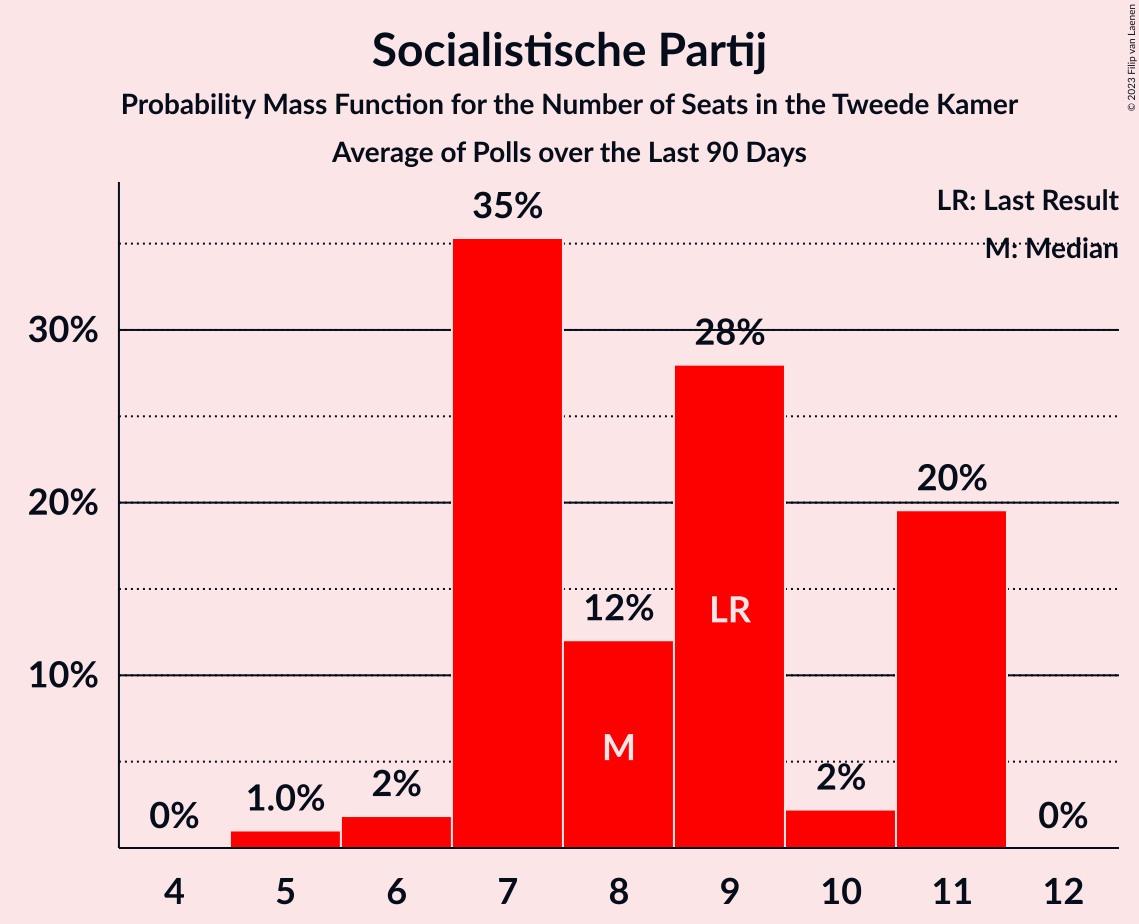 Socialistische Partij
Probability Mass Function for the Number of Seats in the Tweede Kamer
Average of Polls over the Last 90 Days
© 2023 Filip van Laenen
LR: Last Result
M: Median
35%
30%
28%
20%
20%
12%
LR
10%
M
2%
2%
1.0%
0%
0%
4 5 6 7 8 9 10 11 12